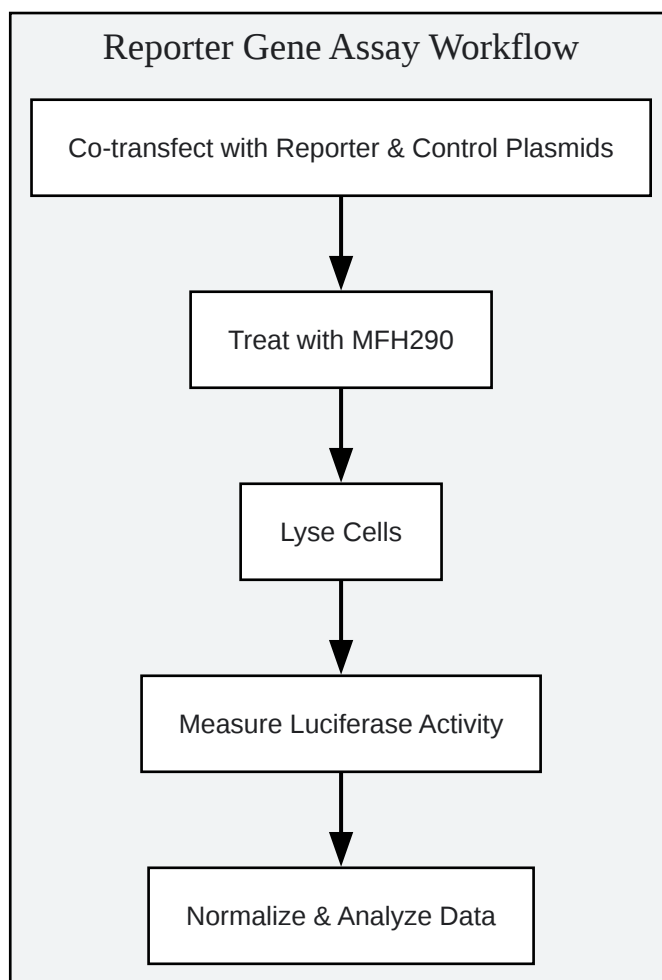 Reporter Gene Assay Workflow
Co-transfect with Reporter & Control Plasmids
Treat with MFH290
Lyse Cells
Measure Luciferase Activity
Normalize & Analyze Data